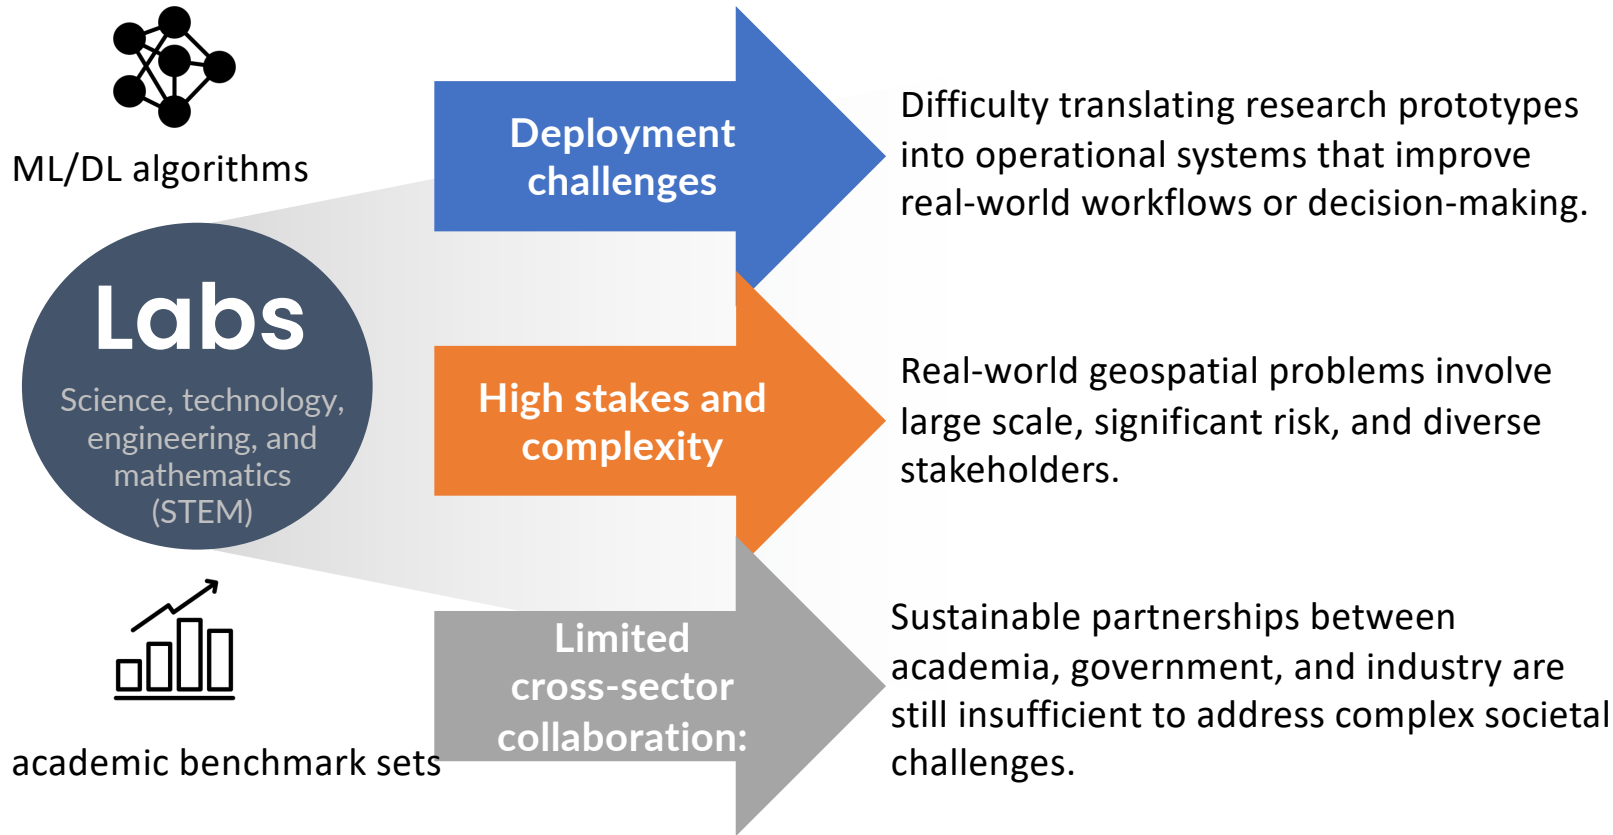 ML/DL algorithms
Labs
Science, technology,
engineering, and
mathematics
(STEM)
academic benchmark sets
Deployment
challenges
Difficulty translating research prototypes
into operational systems that improve
real-world workflows or decision-making.
High stakes and
complexity
Real-world geospatial problems involve
large scale, significant risk, and diverse
stakeholders.
Limited
cross-sector
collaboration:
Sustainable partnerships between
academia, government, and industry are
still insufficient to address complex societal
challenges.